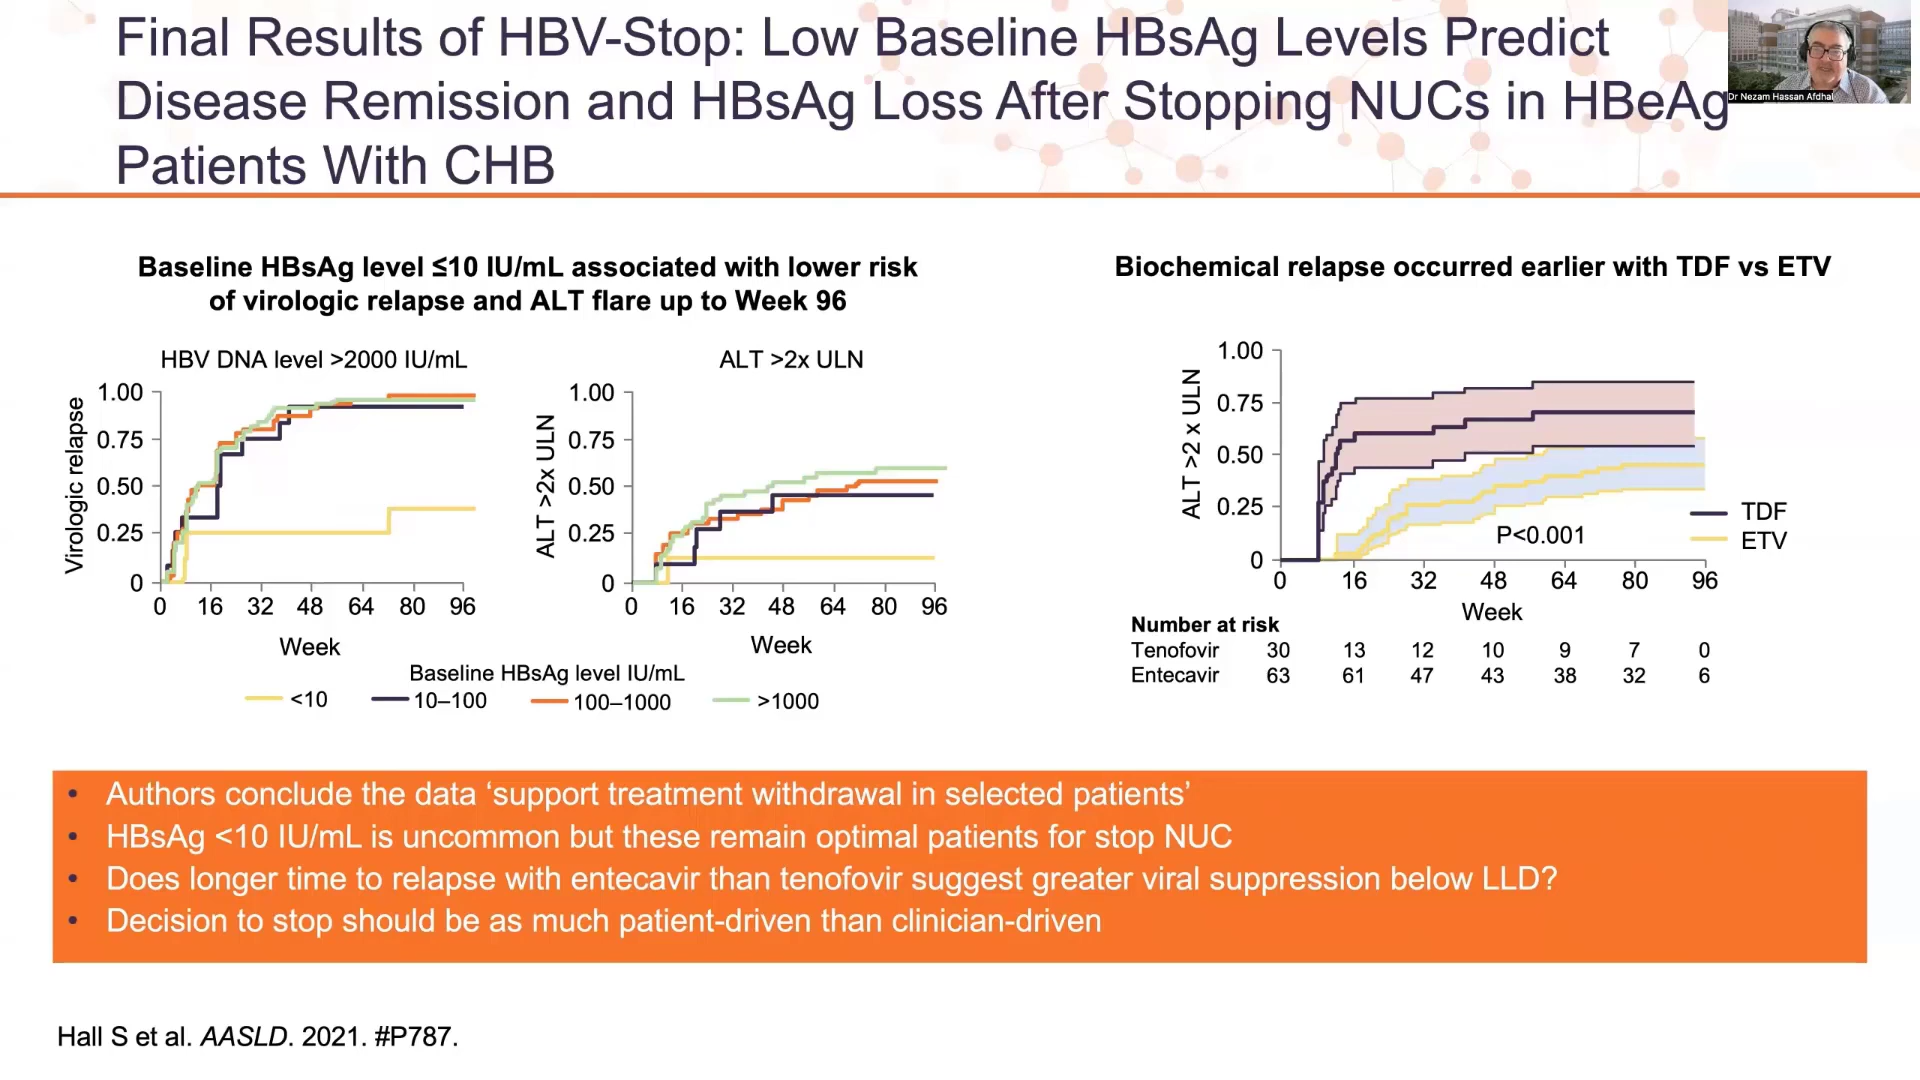 Final Results of HBV-Stop: Low Baseline HBsAg Levels Predict
Disease Remission and HBsAg Loss After Stopping NUCs in HBeAg
Patients With CHB
Dr Nezam Hassan Afdhal
Baseline HBsAg level ≤10 IU/mL associated with lower risk
of virologic relapse and ALT flare up to Week 96
HBV DNA level >2000 IU/mL
Virologic relapse
1.00
0.75
0.50
0.25
0
0 16 32 48 64 80 96
Week
ALT >2x ULN
ALT >2x ULN
1.00
0.75
0.50
0.25
0
0 16 32 48 64 80 96
Week
Baseline HBsAg level IU/mL
<10 10–100 100–1000 >1000
Biochemical relapse occurred earlier with TDF vs ETV
ALT >2 x ULN
1.00
0.75
0.50
0.25
0
P<0.001
TDF
ETV
0 16 32 48 64 80 96
Week
Number at risk
Tenofovir 30 13 12 10 9 7 0
Entecavir 63 61 47 43 38 32 6
• Authors conclude the data ‘support treatment withdrawal in selected patients’
• HBsAg <10 IU/mL is uncommon but these remain optimal patients for stop NUC
• Does longer time to relapse with entecavir than tenofovir suggest greater viral suppression below LLD?
• Decision to stop should be as much patient-driven than clinician-driven
Hall S et al. AASLD. 2021. #P787.